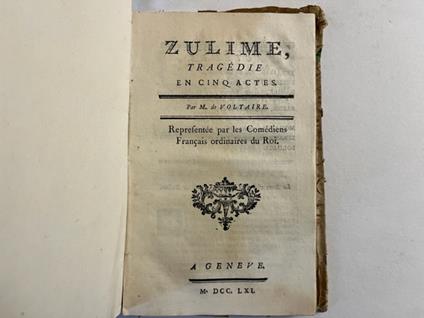 ZULIME,
TRAGÉDIE
EN CINQ ACTES.
Par M. de VOLTAIRE.
Representée par les Comédiens
Français ordinaires du Roi.
A GENEVE.
M. DCC. LXI.